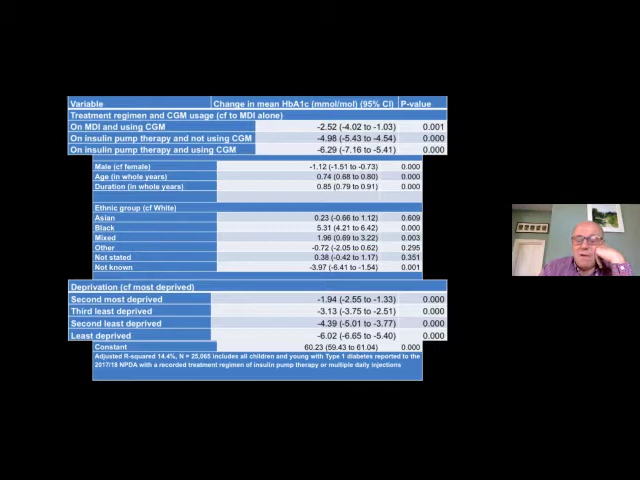 Variable Change in mean HbA1c (mmol/mol) (95% CI) P-value
Treatment regimen and CGM usage (cf to MDI alone)
On MDI and using CGM -2.52 (-4.02 to -1.03) 0.001
On insulin pump therapy and not using CGM -4.98 (-5.43 to -4.54) 0.000
On insulin pump therapy and using CGM -6.29 (-7.16 to -5.41) 0.000
Male (cf female) -1.12 (-1.51 to -0.73) 0.000
Age (in whole years) 0.74 (0.68 to 0.80) 0.000
Duration (in whole years) 0.85 (0.79 to 0.91) 0.000
Ethnic group (cf White)
Asian 0.23 (-0.66 to 1.12) 0.609
Black 5.31 (4.21 to 6.42) 0.000
Mixed 1.96 (0.69 to 3.22) 0.003
Other -0.72 (-2.05 to 0.62) 0.295
Not stated 0.38 (-0.42 to 1.17) 0.351
Not known -3.97 (-6.41 to -1.54) 0.001
Deprivation (cf most deprived)
Second most deprived -1.94 (-2.55 to -1.33) 0.000
Third least deprived -3.13 (-3.75 to -2.51) 0.000
Second least deprived -4.39 (-5.01 to -3.77) 0.000
Least deprived -6.02 (-6.65 to -5.40) 0.000
Constant 60.23 (59.43 to 61.04) 0.000
Adjusted R-squared 14.4%, N = 25,065 includes all children and young with Type 1 diabetes reported to the
2017/18 NPDA with a recorded treatment regimen of insulin pump therapy or multiple daily injections